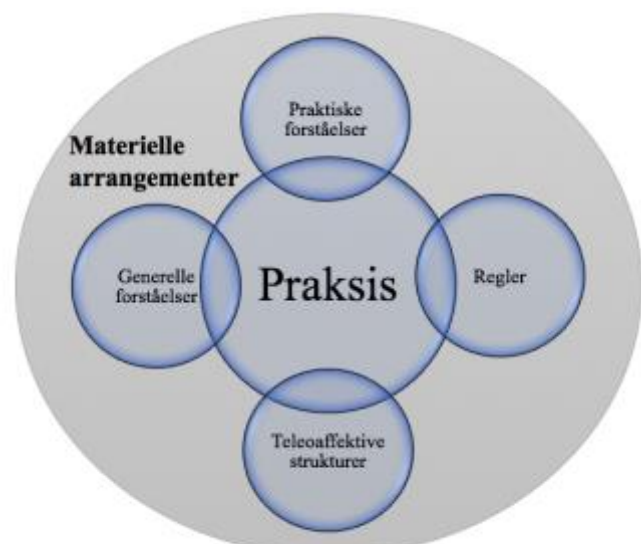 Praktiske
forståelser
Materielle
arrangementer
Generelle
forståelser
Praksis
Regler
Teleoaffektive
strukturer